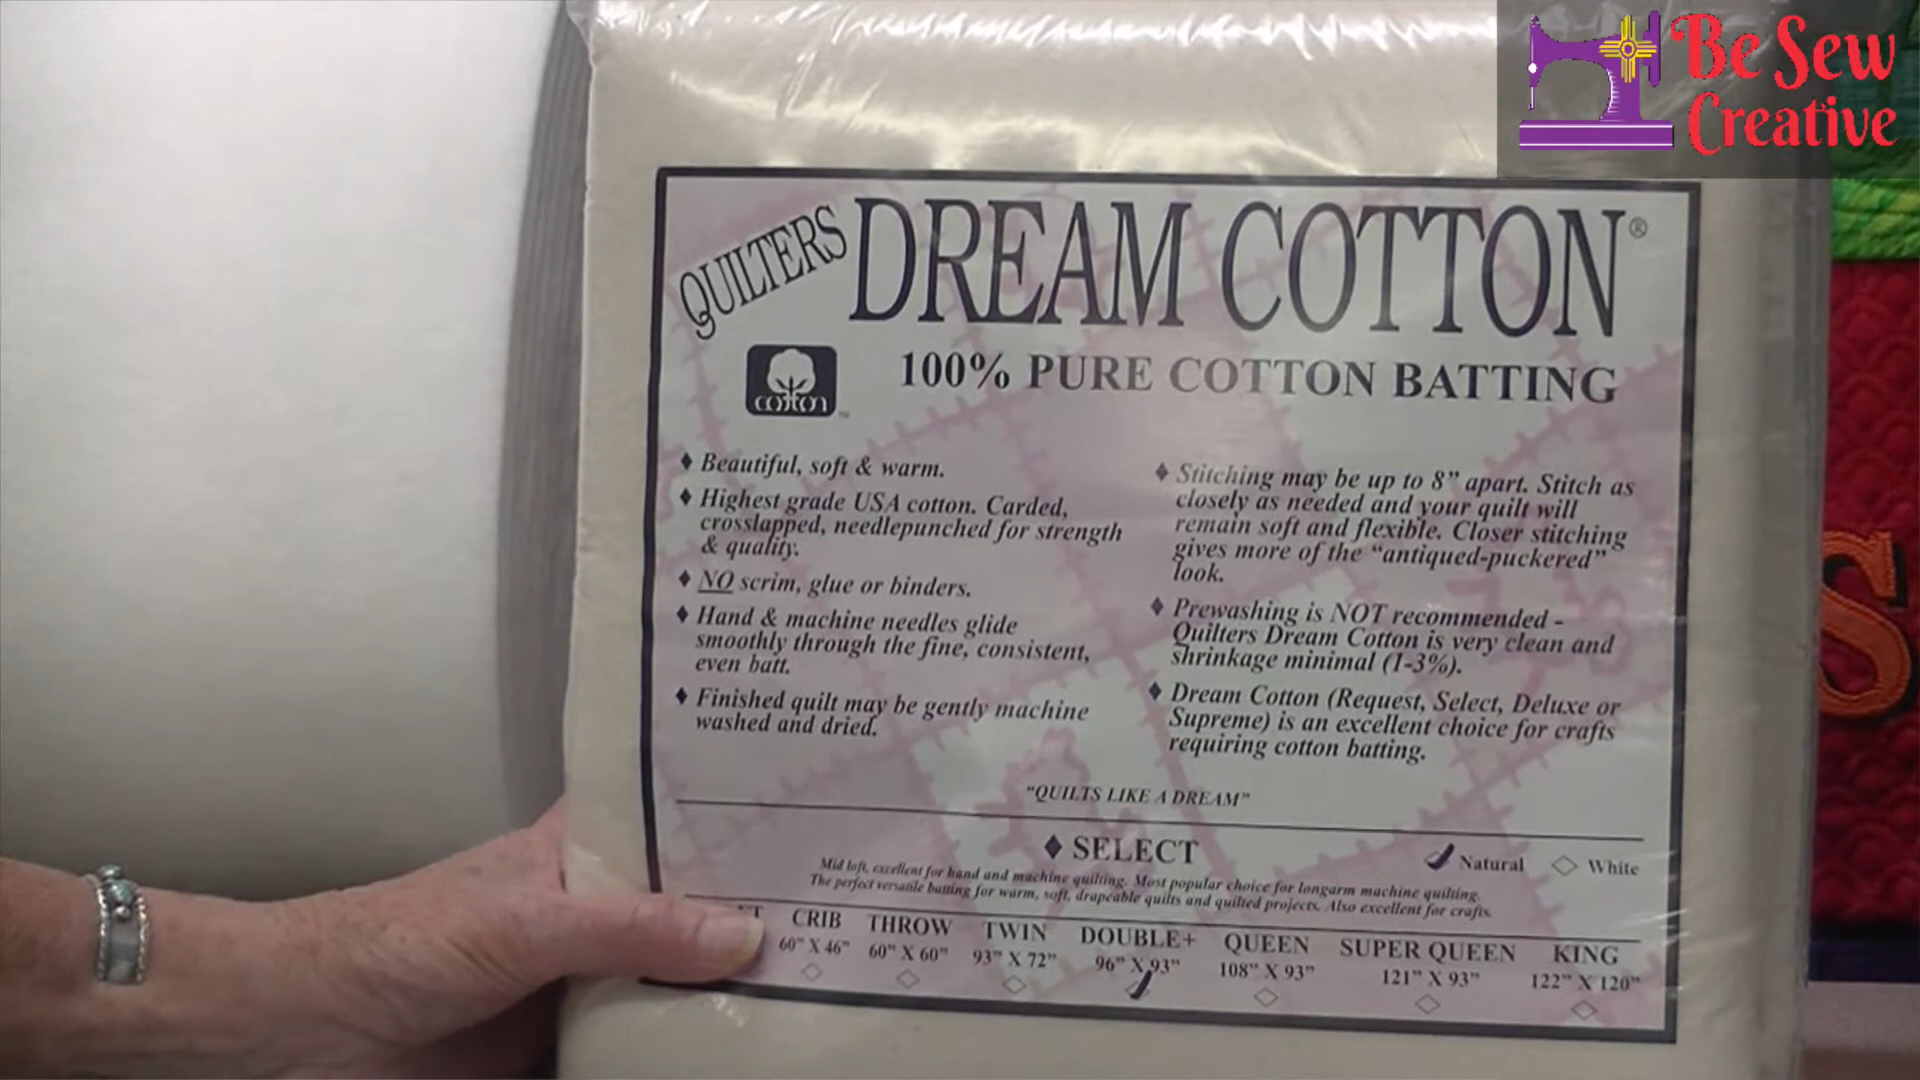 Be Sew
Creative
QUILTERS DREAM COTTON®
cotton ™
100% PURE COTTON BATTING
♦ Beautiful, soft & warm.
♦ Highest grade USA cotton. Carded,
crosslapped, needlepunched for strength
& quality.
♦ NO scrim, glue or binders.
♦ Hand & machine needles glide
smoothly through the fine, consistent,
even batt.
♦ Finished quilt may be gently machine
washed and dried.
♦ Stitching may be up to 8” apart. Stitch as
closely as needed and your quilt will
remain soft and flexible. Closer stitching
gives more of the “antiqued-puckered”
look.
♦ Prewashing is NOT recommended -
Quilters Dream Cotton is very clean and
shrinkage minimal (1-3%).
♦ Dream Cotton (Request, Select, Deluxe or
Supreme) is an excellent choice for crafts
requiring cotton batting.
“QUILTS LIKE A DREAM”
♦ SELECT
Natural ◇ White
Mid loft, excellent for hand and machine quilting. Most popular choice for longarm machine quilting.
The perfect versatile batting for warm, soft, drapeable quilts and quilted projects. Also excellent for crafts.
CRIB THROW TWIN DOUBLE+ QUEEN SUPER QUEEN KING
60” X 46” 60” X 60” 93” X 72” 96” X 93” 108” X 93” 121” X 93” 122” X 120”
S